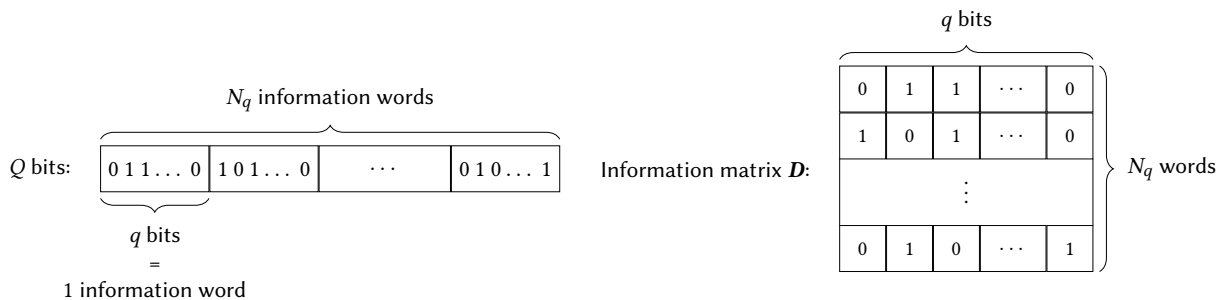 N_q information words
Q bits: 0 1 1 . . . 0 1 0 1 . . . 0 · · · 0 1 0 . . . 1
q bits
=
1 information word
q bits
Information matrix D:
0 1 1 · · · 0
1 0 1 · · · 0
⋮
0 1 0 · · · 1
N_q words